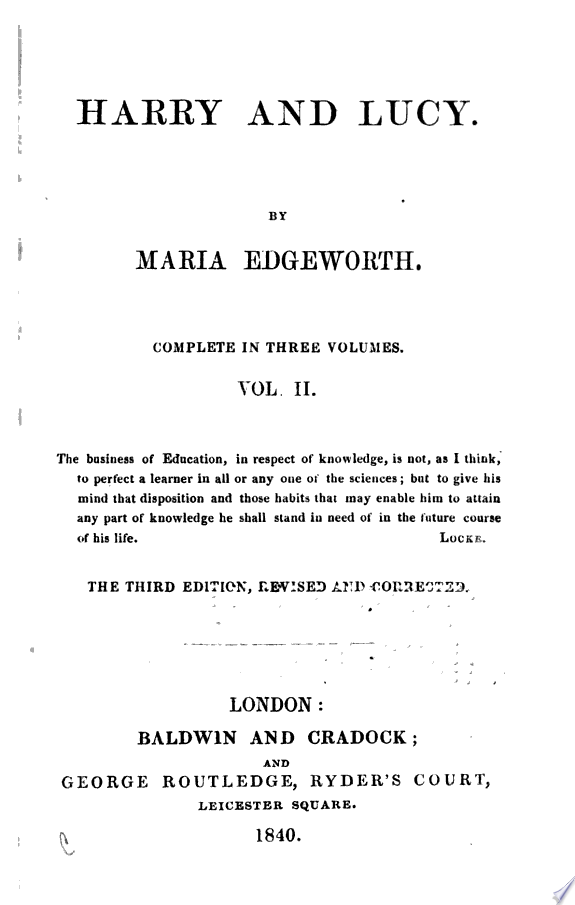 HARRY AND LUCY.
BY
MARIA EDGEWORTH.
COMPLETE IN THREE VOLUMES.
VOL. II.
The business of Education, in respect of knowledge, is not, as I think,
to perfect a learner in all or any one of the sciences; but to give his
mind that disposition and those habits that may enable him to attain
any part of knowledge he shall stand in need of in the future course
of his life. LOCKE.
THE THIRD EDITION, REVISED AND CORRECTED.
LONDON:
BALDWIN AND CRADOCK;
AND
GEORGE ROUTLEDGE, RYDER'S COURT,
LEICESTER SQUARE.
1840.